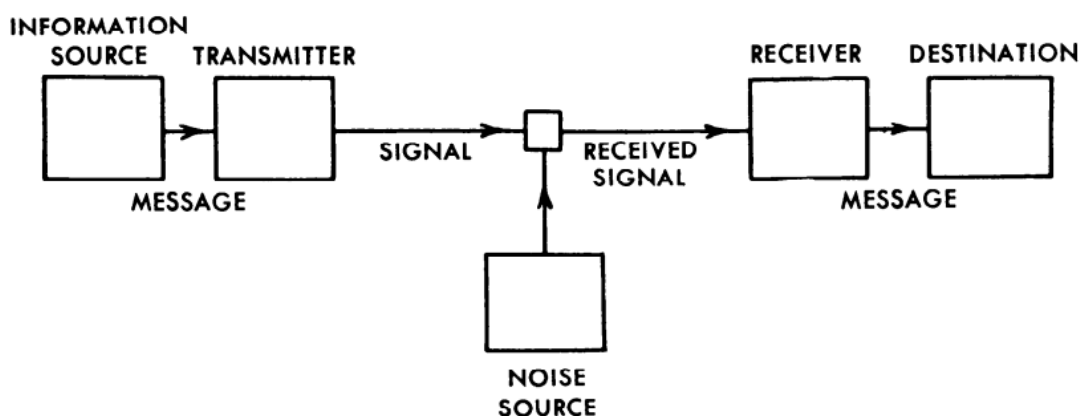 INFORMATION
SOURCE
TRANSMITTER
RECEIVER
DESTINATION
SIGNAL
RECEIVED
SIGNAL
MESSAGE
MESSAGE
NOISE
SOURCE